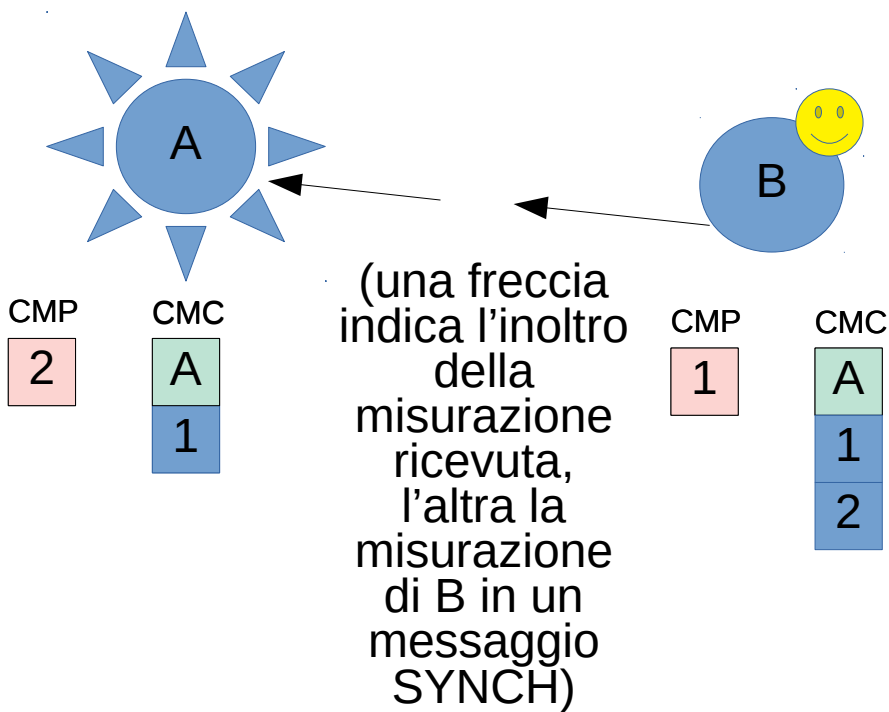 A
B
CMP
CMC
2
A
1
(una freccia
indica l’inoltro
della
misurazione
ricevuta,
l’altra la
misurazione
di B in un
messaggio
SYNCH)
CMP
CMC
1
A
1
2